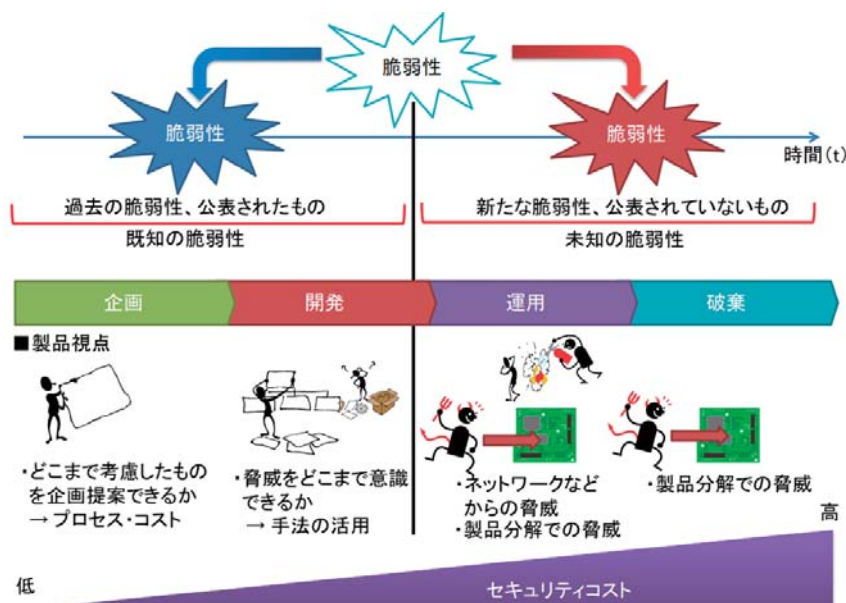 脆弱性
脆弱性
脆弱性
時間(t)
過去の脆弱性、公表されたもの
既知の脆弱性
新たな脆弱性、公表されていないもの
未知の脆弱性
企画
開発
運用
破棄
■製品視点
・どこまで考慮したもの
を企画提案できるか
→ プロセス・コスト
・脅威をどこまで意識
できるか
→ 手法の活用
・ネットワークなど
からの脅威
・製品分解での脅威
・製品分解での脅威
高
低
セキュリティコスト